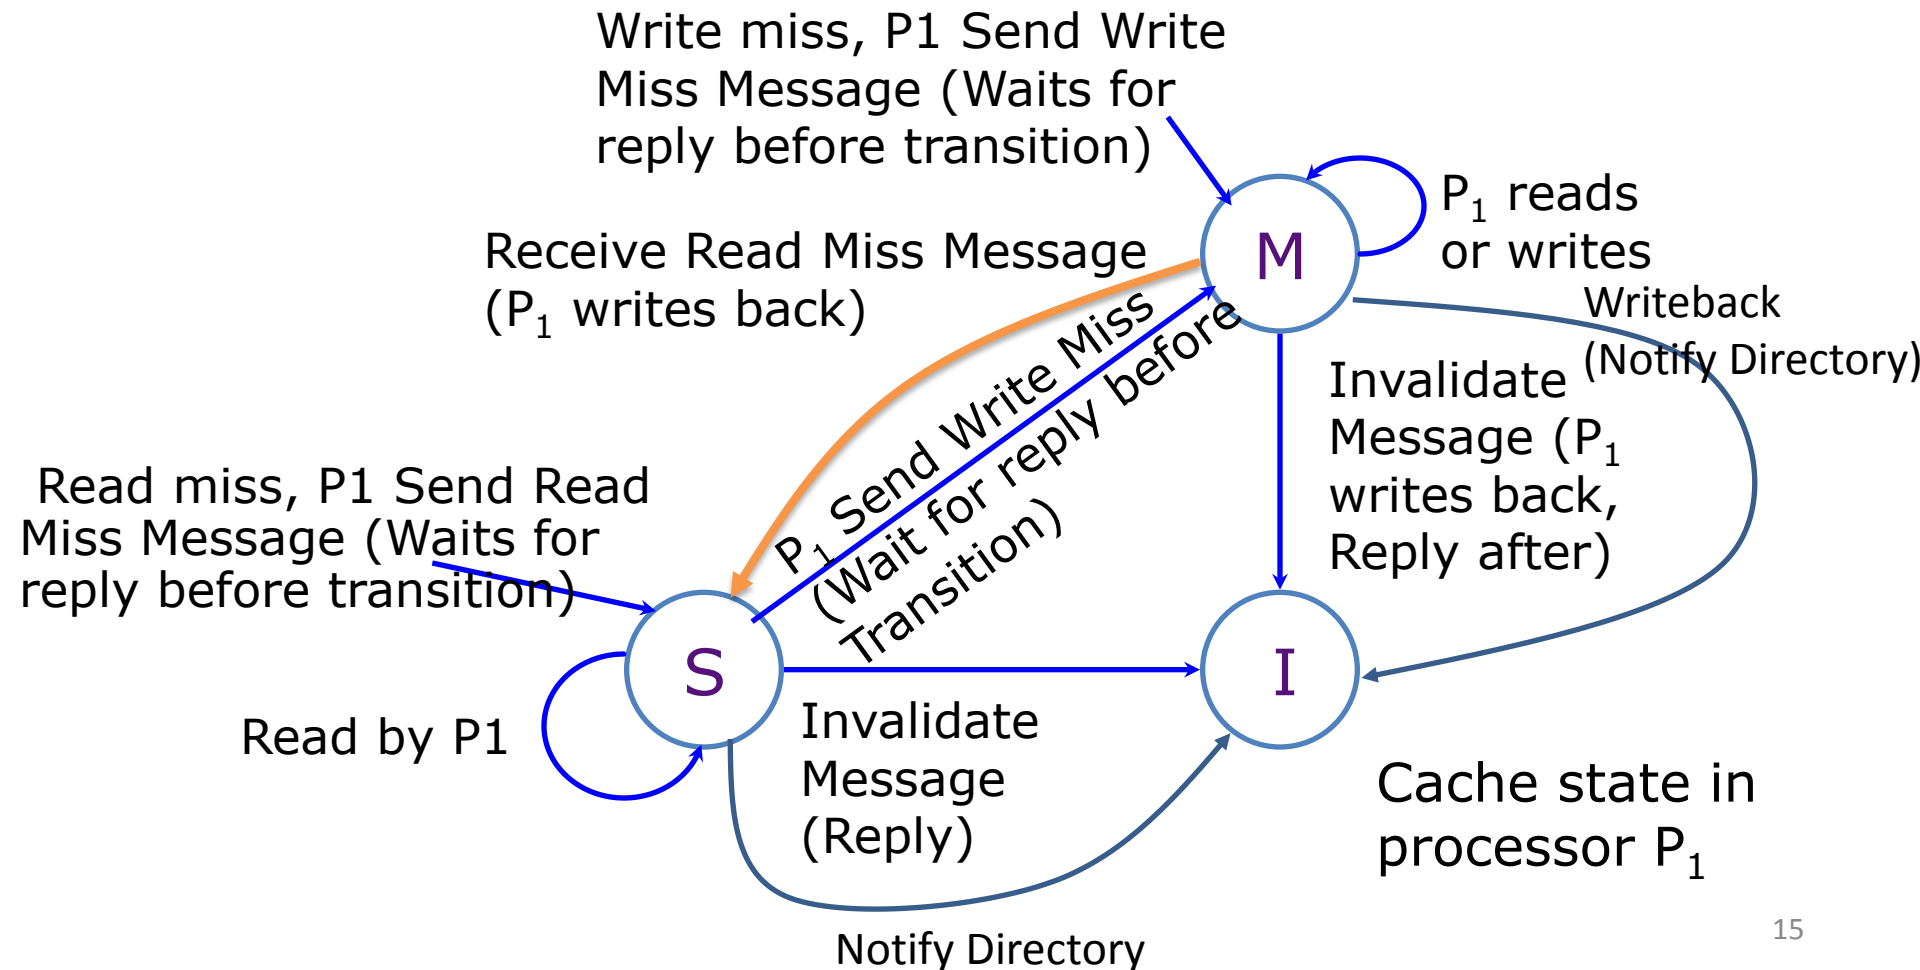 Write miss, P1 Send Write
Miss Message (Waits for
reply before transition)
P₁ reads
or writes
M
Receive Read Miss Message
(P₁ writes back)
Writeback
(Notify Directory)
P₁ Send Write Miss
(Wait for reply before
Transition)
Invalidate
Message (P₁
writes back,
Reply after)
Read miss, P1 Send Read
Miss Message (Waits for
reply before transition)
S
I
Read by P1
Invalidate
Message
(Reply)
Cache state in
processor P₁
Notify Directory
15